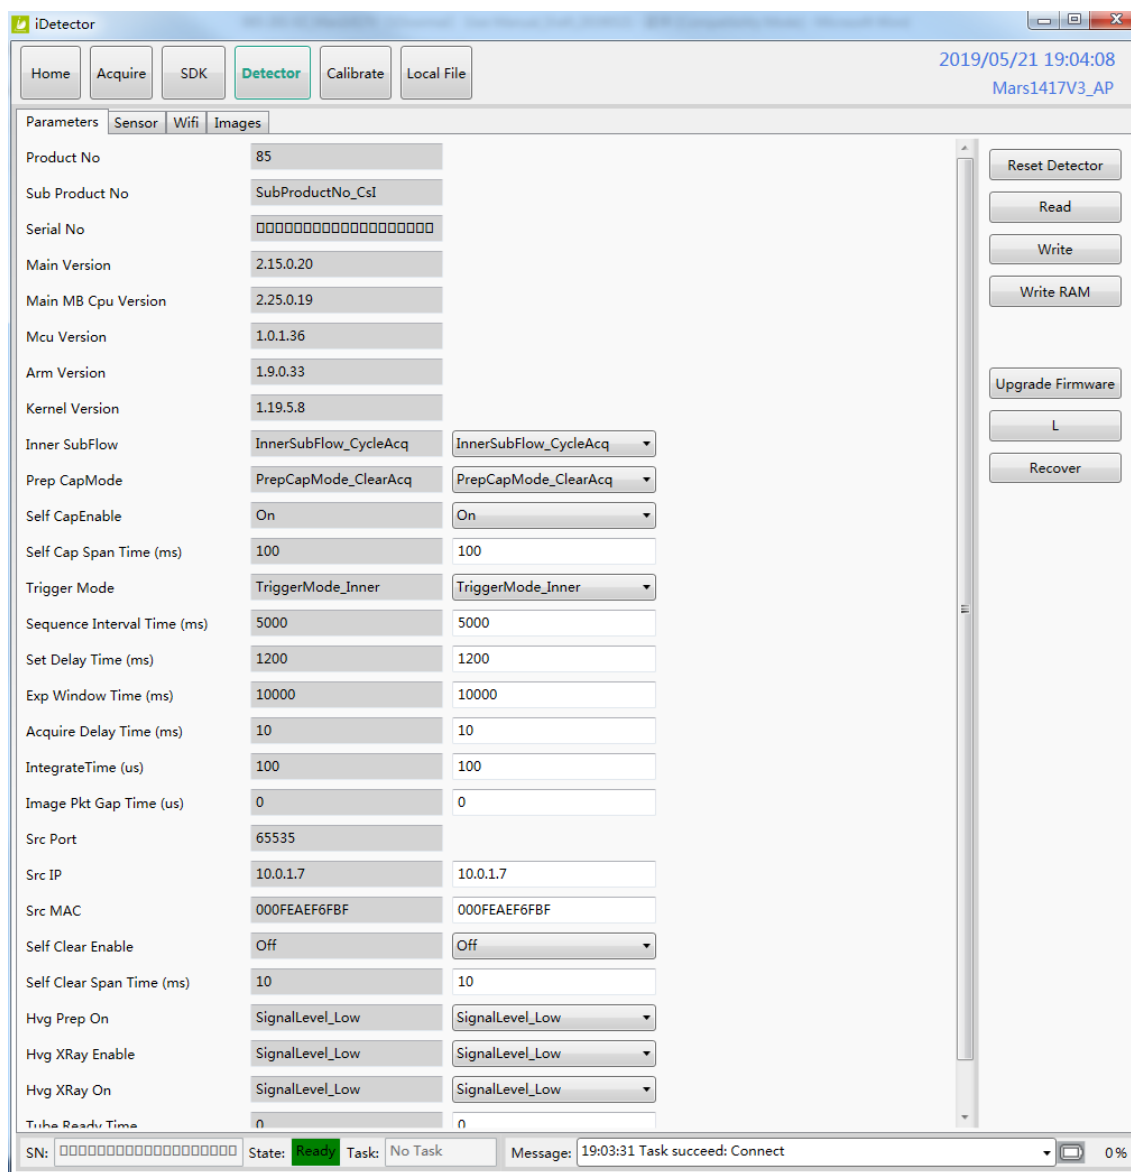 iDetector
Home Acquire SDK Detector Calibrate Local File
2019/05/21 19:04:08
Mars1417V3_AP
Parameters Sensor Wifi Images
Product No 85
Sub Product No SubProductNo_CsI
Serial No
Main Version 2.15.0.20
Main MB Cpu Version 2.25.0.19
Mcu Version 1.0.1.36
Arm Version 1.9.0.33
Kernel Version 1.19.5.8
Inner SubFlow InnerSubFlow_CycleAcq InnerSubFlow_CycleAcq
Prep CapMode PrepCapMode_ClearAcq PrepCapMode_ClearAcq
Self CapEnable On On
Self Cap Span Time (ms) 100 100
Trigger Mode TriggerMode_Inner TriggerMode_Inner
Sequence Interval Time (ms) 5000 5000
Set Delay Time (ms) 1200 1200
Exp Window Time (ms) 10000 10000
Acquire Delay Time (ms) 10 10
IntegrateTime (us) 100 100
Image Pkt Gap Time (us) 0 0
Src Port 65535
Src IP 10.0.1.7 10.0.1.7
Src MAC 000FEAEF6FBF 000FEAEF6FBF
Self Clear Enable Off Off
Self Clear Span Time (ms) 10 10
Hvg Prep On SignalLevel_Low SignalLevel_Low
Hvg XRay Enable SignalLevel_Low SignalLevel_Low
Hvg XRay On SignalLevel_Low SignalLevel_Low
Tube Ready Time 0 0
Reset Detector
Read
Write
Write RAM
Upgrade Firmware
L
Recover
SN: State: Ready Task: No Task Message: 19:03:31 Task succeed: Connect 0%